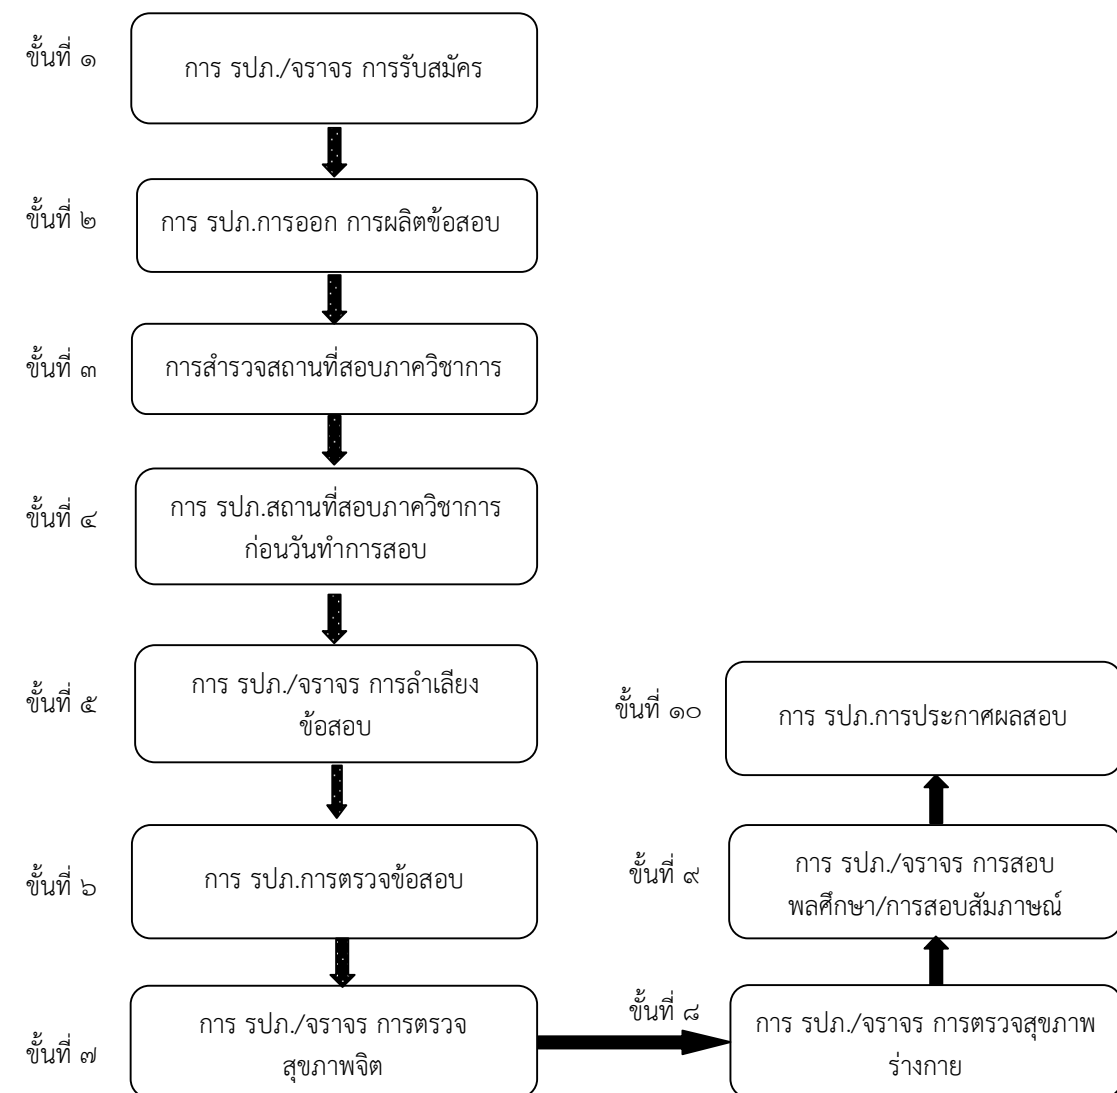 ขั้นที่ ๑
การ รปภ./จราจร การรับสมัคร
ขั้นที่ ๒
การ รปภ.การออก การผลิตข้อสอบ
ขั้นที่ ๓
การสำรวจสถานที่สอบภาควิชาการ
ขั้นที่ ๔
การ รปภ.สถานที่สอบภาควิชาการ
ก่อนวันทำการสอบ
ขั้นที่ ๕
การ รปภ./จราจร การลำเลียง
ข้อสอบ
ขั้นที่ ๖
การ รปภ.การตรวจข้อสอบ
ขั้นที่ ๗
การ รปภ./จราจร การตรวจ
สุขภาพจิต
ขั้นที่ ๘
การ รปภ./จราจร การตรวจสุขภาพ
ร่างกาย
ขั้นที่ ๙
การ รปภ./จราจร การสอบ
พลศึกษา/การสอบสัมภาษณ์
ขั้นที่ ๑๐
การ รปภ.การประกาศผลสอบ